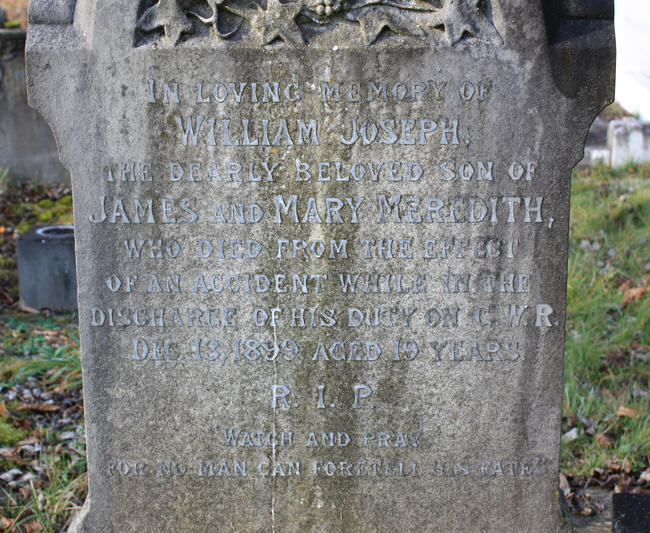 IN LOVING MEMORY OF
WILLIAM JOSEPH,
THE DEARLY BELOVED SON OF
JAMES AND MARY MEREDITH,
WHO DIED FROM THE EFFECT
OF AN ACCIDENT WHILE IN THE
DISCHARGE OF HIS DUTY ON G.W.R.
DEC. 13, 1899, AGED 19 YEARS.
R. I. P.
"WATCH AND PRAY
FOR NO MAN CAN FORETELL HIS FATE"